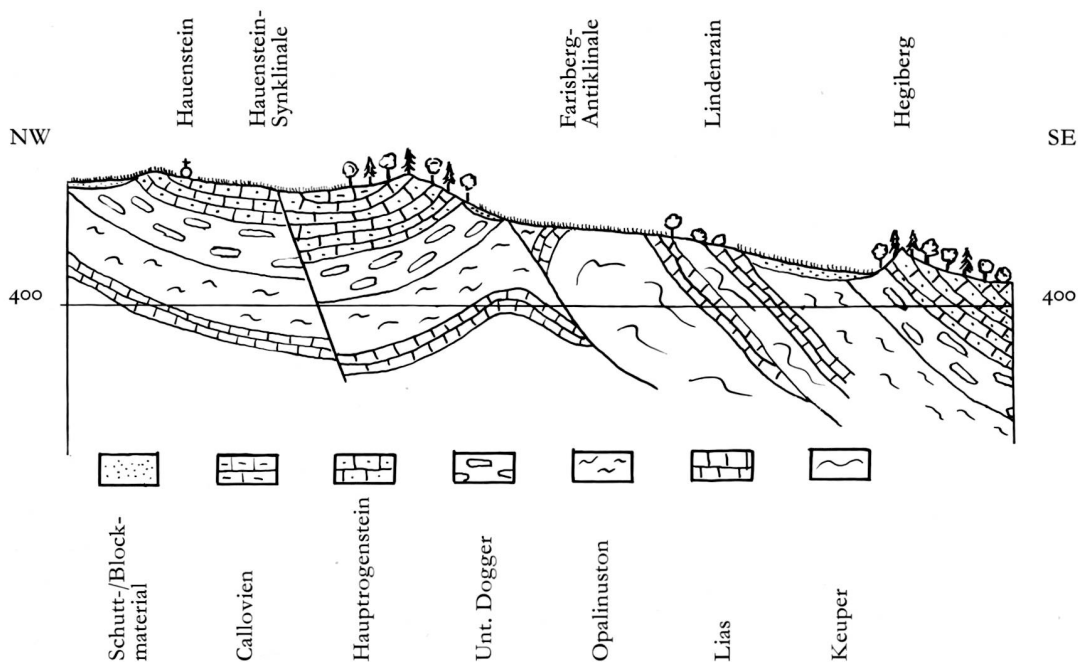 Hauenstein
Hauenstein-
Synklinale
Farisberg-
Antiklinale
Lindenrain
Hegiberg
NW
SE
400
400
Schutt-/Block-
material
Callovien
Hauptrogenstein
Unt. Dogger
Opalinuston
Lias
Keuper